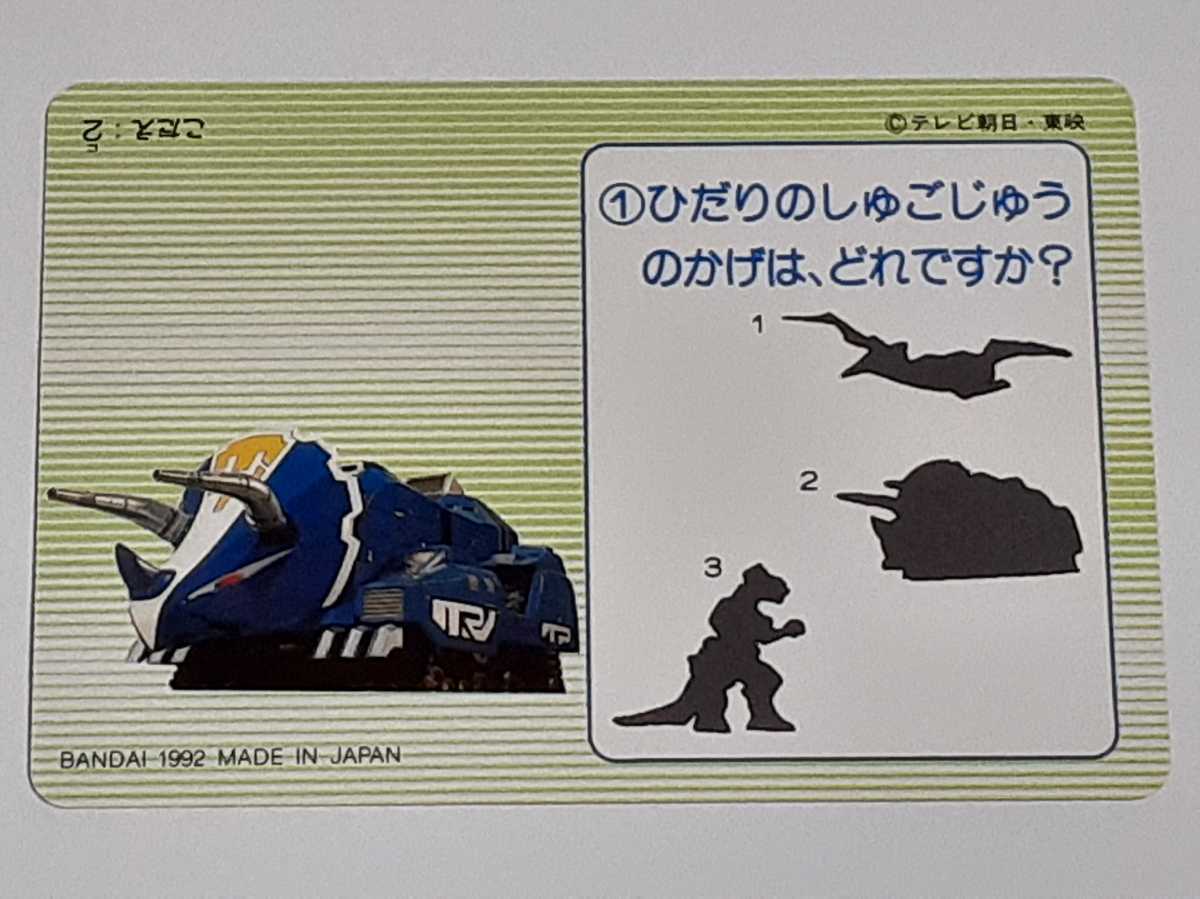 こたえ：2
©テレビ朝日・東映
①ひだりのしゅごじゅう
のかげは、どれですか？
1
2
3
TR
BANDAI 1992 MADE IN JAPAN